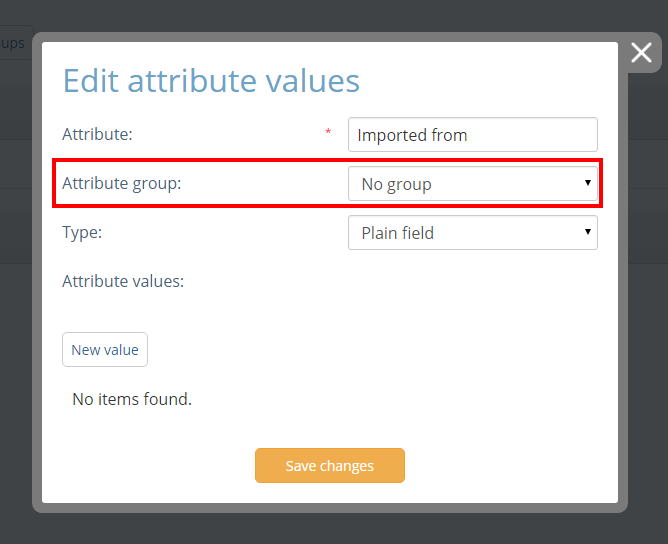 ups
Edit attribute values
Attribute: * Imported from
Attribute group: No group
Type: Plain field
Attribute values:
New value
No items found.
Save changes